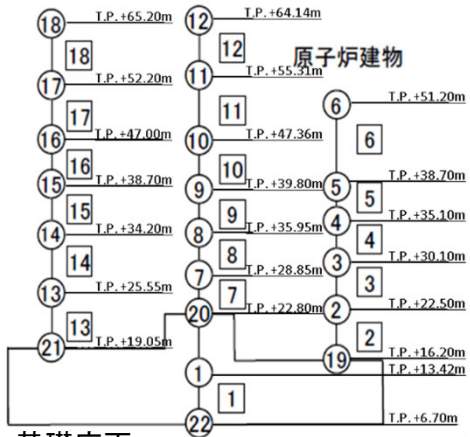 18 T.P.+65.20m
18
17 T.P.+52.20m
17
16 T.P.+47.00m
16
15 T.P.+38.70m
15
14 T.P.+34.20m
14
13 T.P.+25.55m
13
21 T.P.+19.05m
12 T.P.+64.14m
12
11 T.P.+55.31m
11
10 T.P.+47.36m
10
9 T.P.+39.80m
9
8 T.P.+35.95m
8
7 T.P.+28.85m
7
20 T.P.+22.80m
1 T.P.+13.42m
1
22 T.P.+6.70m
原子炉建物
6 T.P.+51.20m
6
5 T.P.+38.70m
5
4 T.P.+35.10m
4
3 T.P.+30.10m
3
2 T.P.+22.50m
2
19 T.P.+16.20m